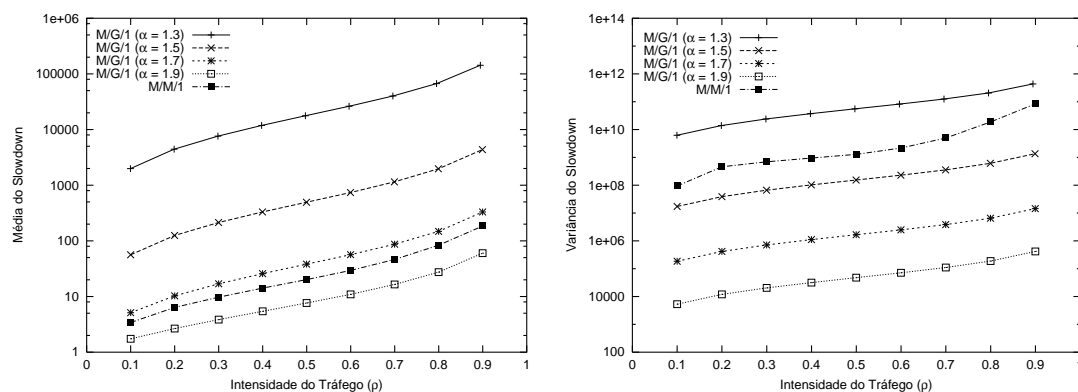 1e+06
100000
10000
1000
100
10
1
Média do Slowdown
M/G/1 (α = 1.3)
M/G/1 (α = 1.5)
M/G/1 (α = 1.7)
M/G/1 (α = 1.9)
M/M/1
0 0.1 0.2 0.3 0.4 0.5 0.6 0.7 0.8 0.9 1
Intensidade do Tráfego (ρ)
1e+14
1e+12
1e+10
1e+08
1e+06
10000
100
Variância do Slowdown
M/G/1 (α = 1.3)
M/G/1 (α = 1.5)
M/G/1 (α = 1.7)
M/G/1 (α = 1.9)
M/M/1
0 0.1 0.2 0.3 0.4 0.5 0.6 0.7 0.8 0.9 1
Intensidade do Tráfego (ρ)